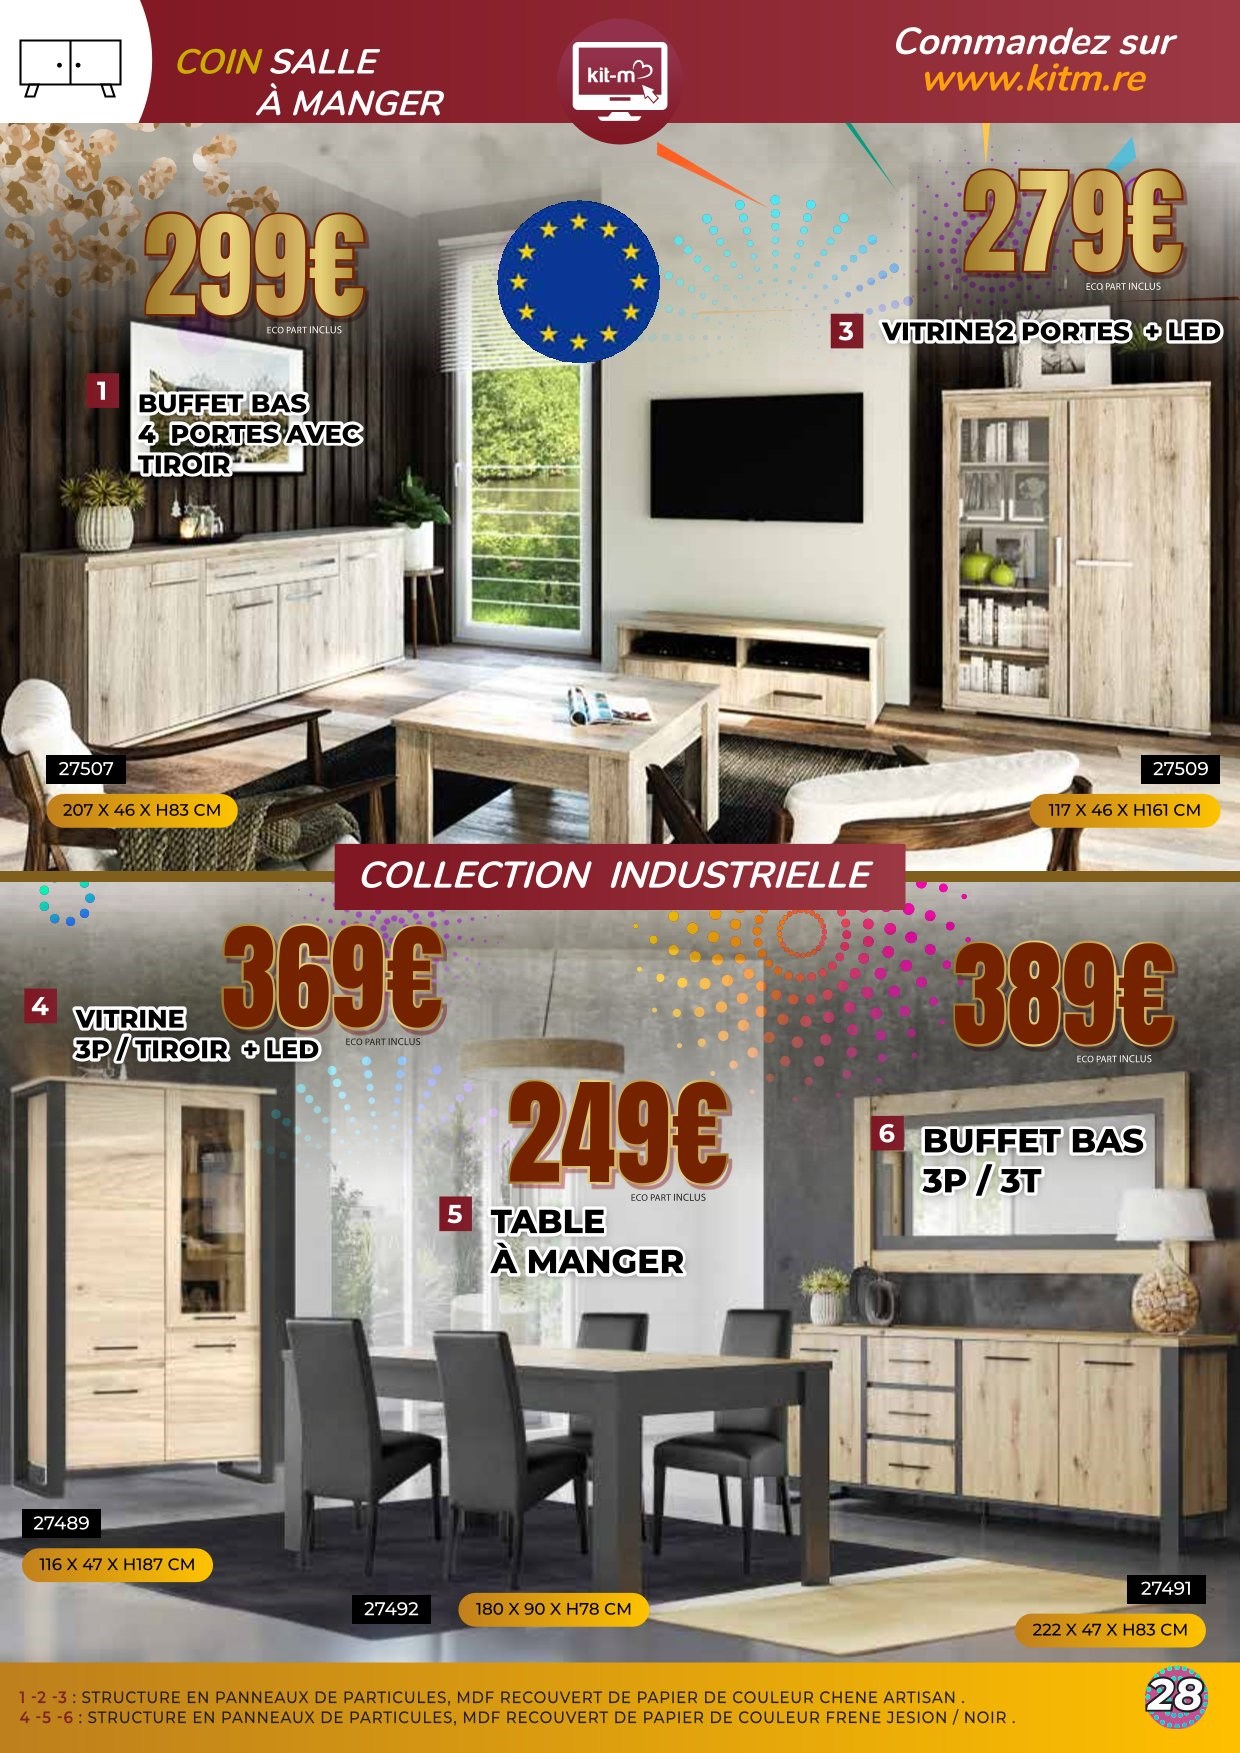 COIN SALLE
À MANGER
kit-m
Commandez sur
www.kitm.re
299€
ECO PART INCLUS
1 BUFFET BAS
4 PORTES AVEC
TIROIR
279€
ECO PART INCLUS
3 VITRINE 2 PORTES + LED
27507
207 X 46 X H83 CM
27509
117 X 46 X H161 CM
COLLECTION INDUSTRIELLE
369€
ECO PART INCLUS
4 VITRINE
3P / TIROIR + LED
249€
ECO PART INCLUS
5 TABLE
À MANGER
389€
ECO PART INCLUS
6 BUFFET BAS
3P / 3T
27489
116 X 47 X H187 CM
27492
180 X 90 X H78 CM
27491
222 X 47 X H83 CM
1 -2 -3 : STRUCTURE EN PANNEAUX DE PARTICULES, MDF RECOUVERT DE PAPIER DE COULEUR CHENE ARTISAN .
4 -5 -6 : STRUCTURE EN PANNEAUX DE PARTICULES, MDF RECOUVERT DE PAPIER DE COULEUR FRENE JESION / NOIR .
28